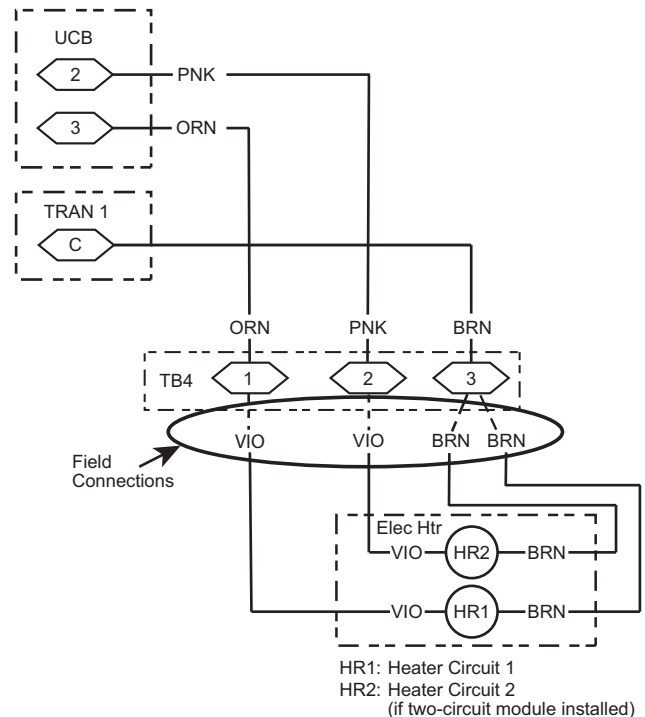 UCB
2 PNK
3 ORN
TRAN 1
C
ORN PNK BRN
TB4 1 2 3
VIO VIO BRN BRN
Field
Connections
Elec Htr
VIO HR2 BRN
VIO HR1 BRN
HR1: Heater Circuit 1
HR2: Heater Circuit 2
(if two-circuit module installed)